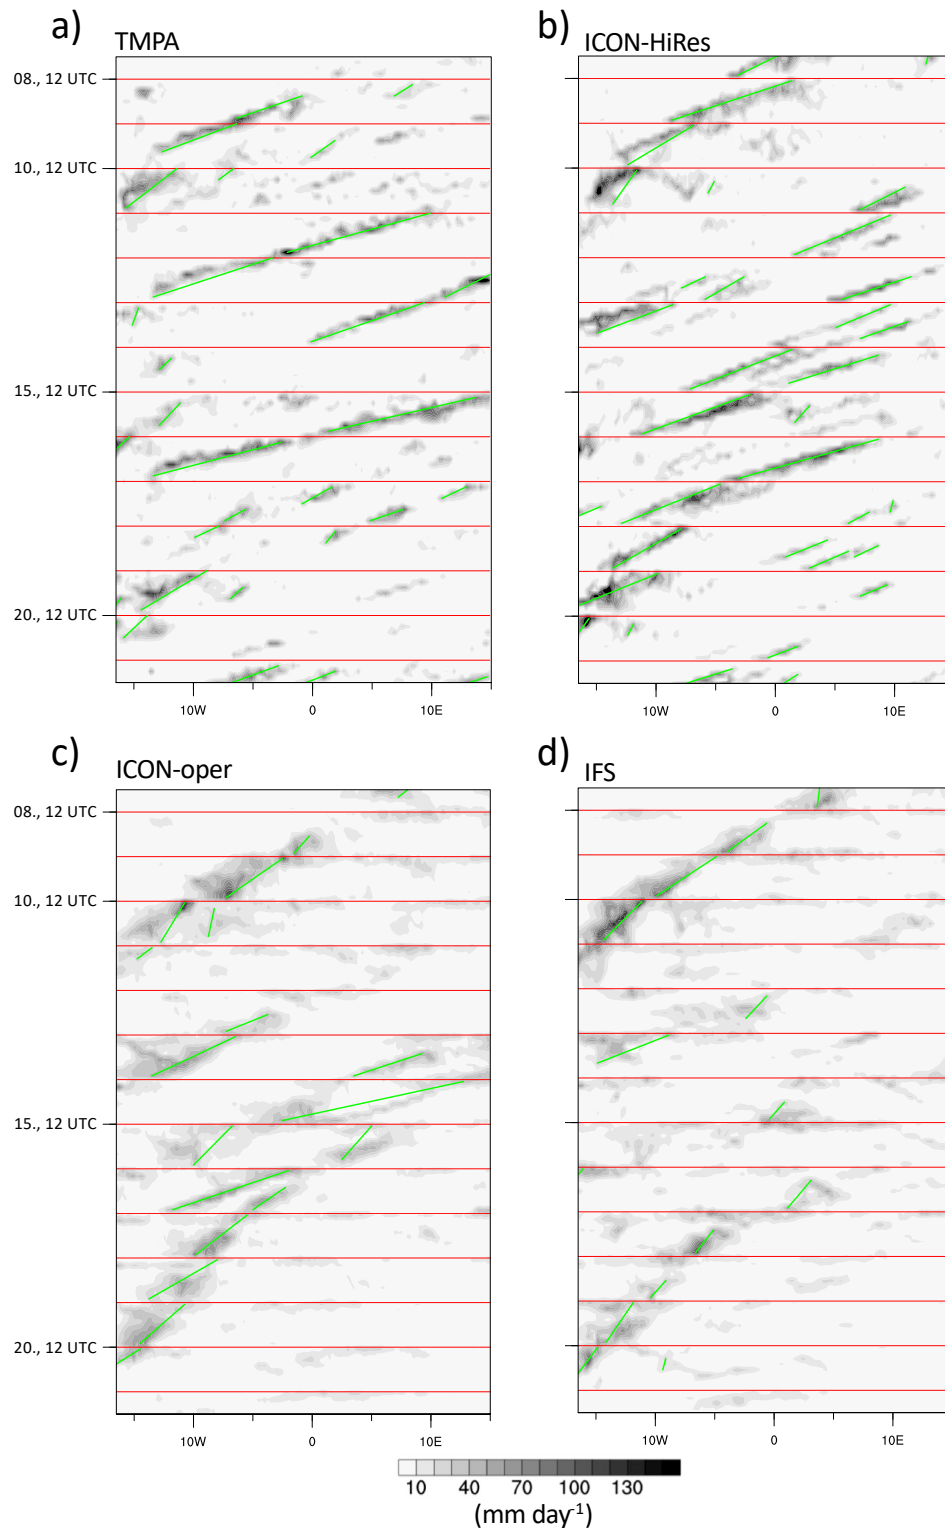 a)
TMPA
b)
ICON-HiRes
08., 12 UTC
10., 12 UTC
15., 12 UTC
20., 12 UTC
10W 0 10E
10W 0 10E
c)
ICON-oper
d)
IFS
08., 12 UTC
10., 12 UTC
15., 12 UTC
20., 12 UTC
10W 0 10E
10W 0 10E
10 40 70 100 130
(mm day⁻¹)